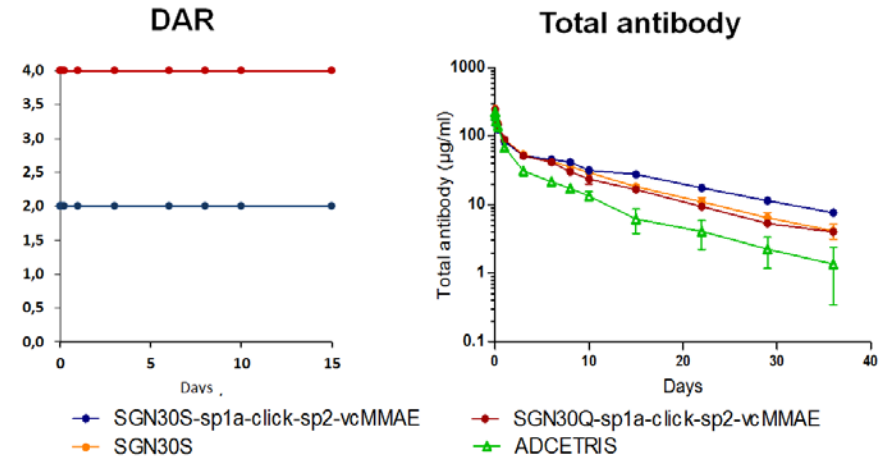 DAR
Total antibody
4,0
3,5
3,0
2,5
2,0
1,5
1,0
0,5
0,0
0
5
10
15
Days
Total antibody (µg/ml)
1000
100
10
1
0.1
0
10
20
30
40
Days
SGN30S-sp1a-click-sp2-vcMMAE
SGN30Q-sp1a-click-sp2-vcMMAE
SGN30S
ADCETRIS